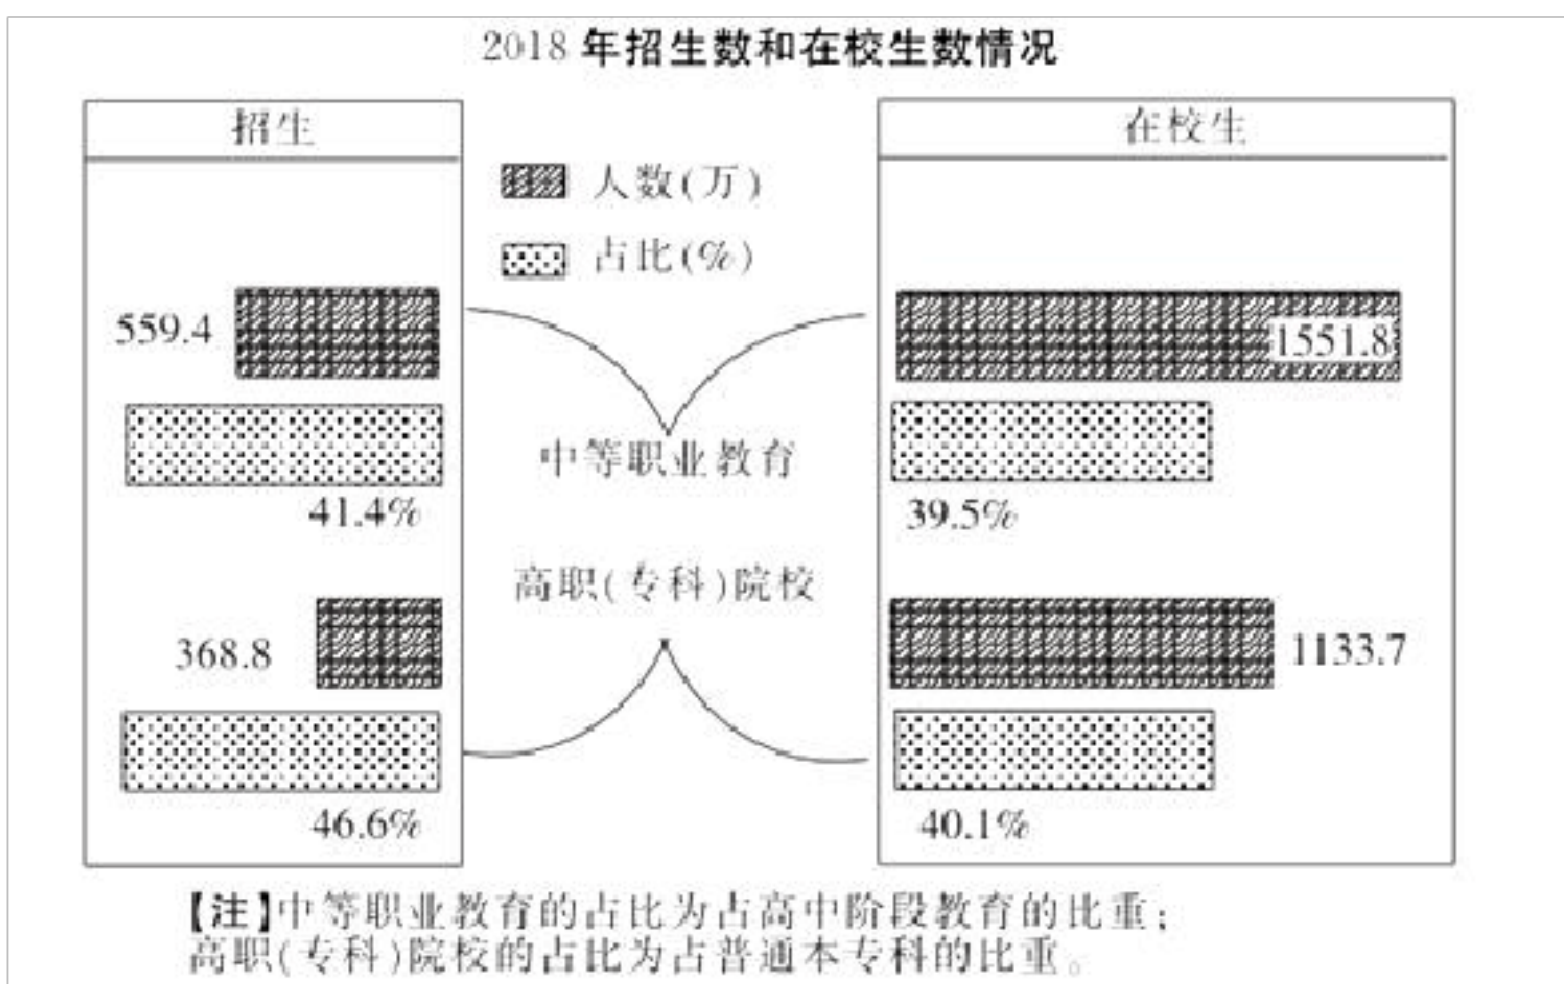 2018 年招生数和在校生数情况
招生
在校生
人数(万)
占比(%)
559.4
1551.8
41.4%
中等职业教育
39.5%
高职(专科)院校
368.8
1133.7
46.6%
40.1%
【注】中等职业教育的占比为占高中阶段教育的比重;
高职(专科)院校的占比为占普通本专科的比重。